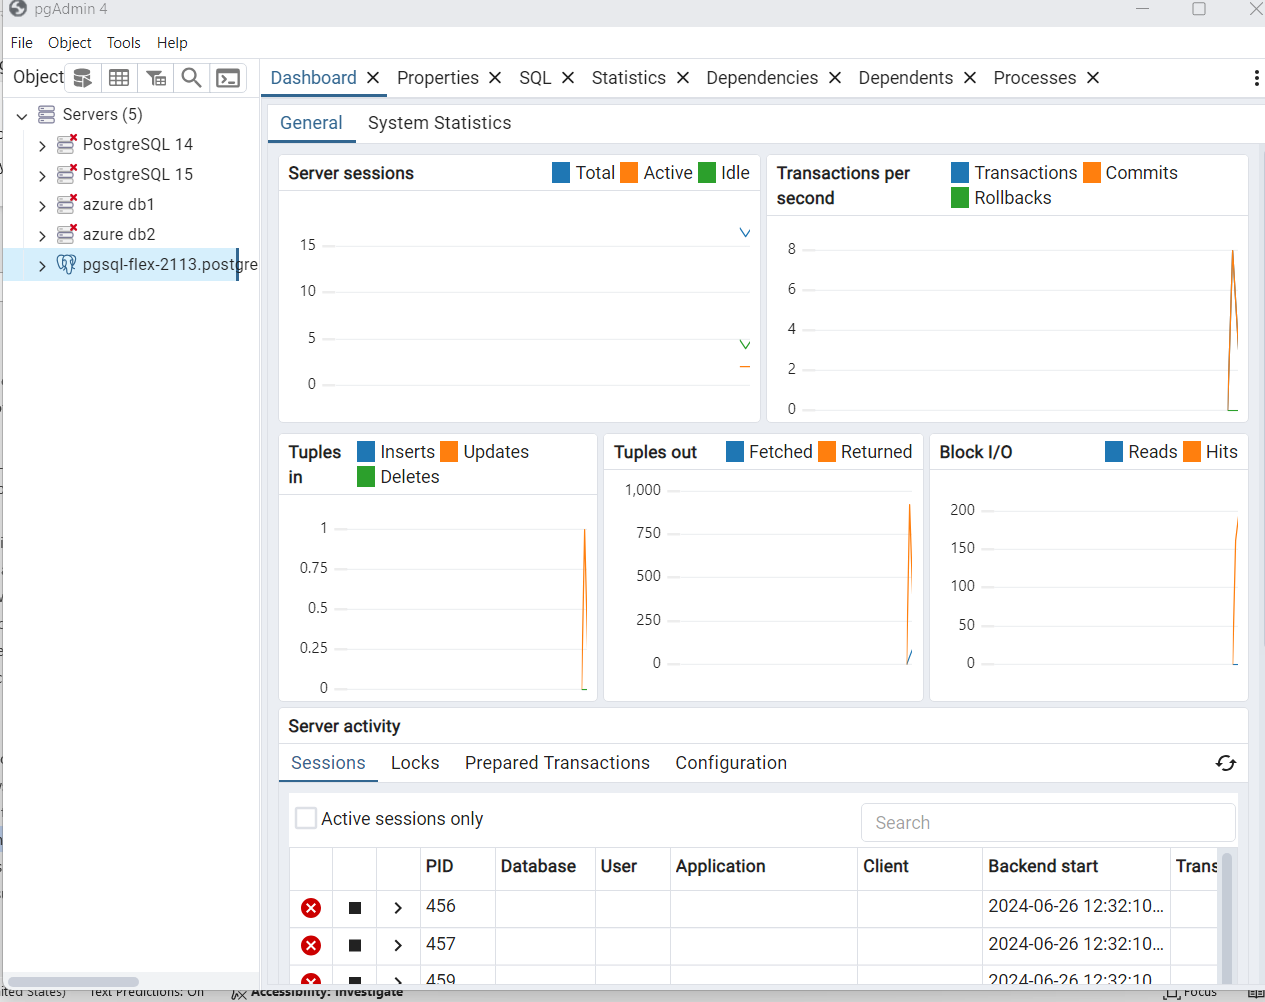 pgAdmin 4
File Object Tools Help
Object
Dashboard Properties SQL Statistics Dependencies Dependents Processes
Servers (5)
PostgreSQL 14
PostgreSQL 15
azure db1
azure db2
pgsql-flex-2113.postgre
General System Statistics
Server sessions Total Active Idle
15
10
5
0
Transactions per second Transactions Commits Rollbacks
8
6
4
2
0
Tuples in Inserts Updates Deletes
1
0.75
0.5
0.25
0
Tuples out Fetched Returned
1,000
750
500
250
0
Block I/O Reads Hits
200
150
100
50
0
Server activity
Sessions Locks Prepared Transactions Configuration
Active sessions only Search
PID Database User Application Client Backend start Trans
456 2024-06-26 12:32:10...
457 2024-06-26 12:32:10...
459 2024-06-26 12:32:10
ited States) Text Predictions: On Accessibility: Investigate Focus